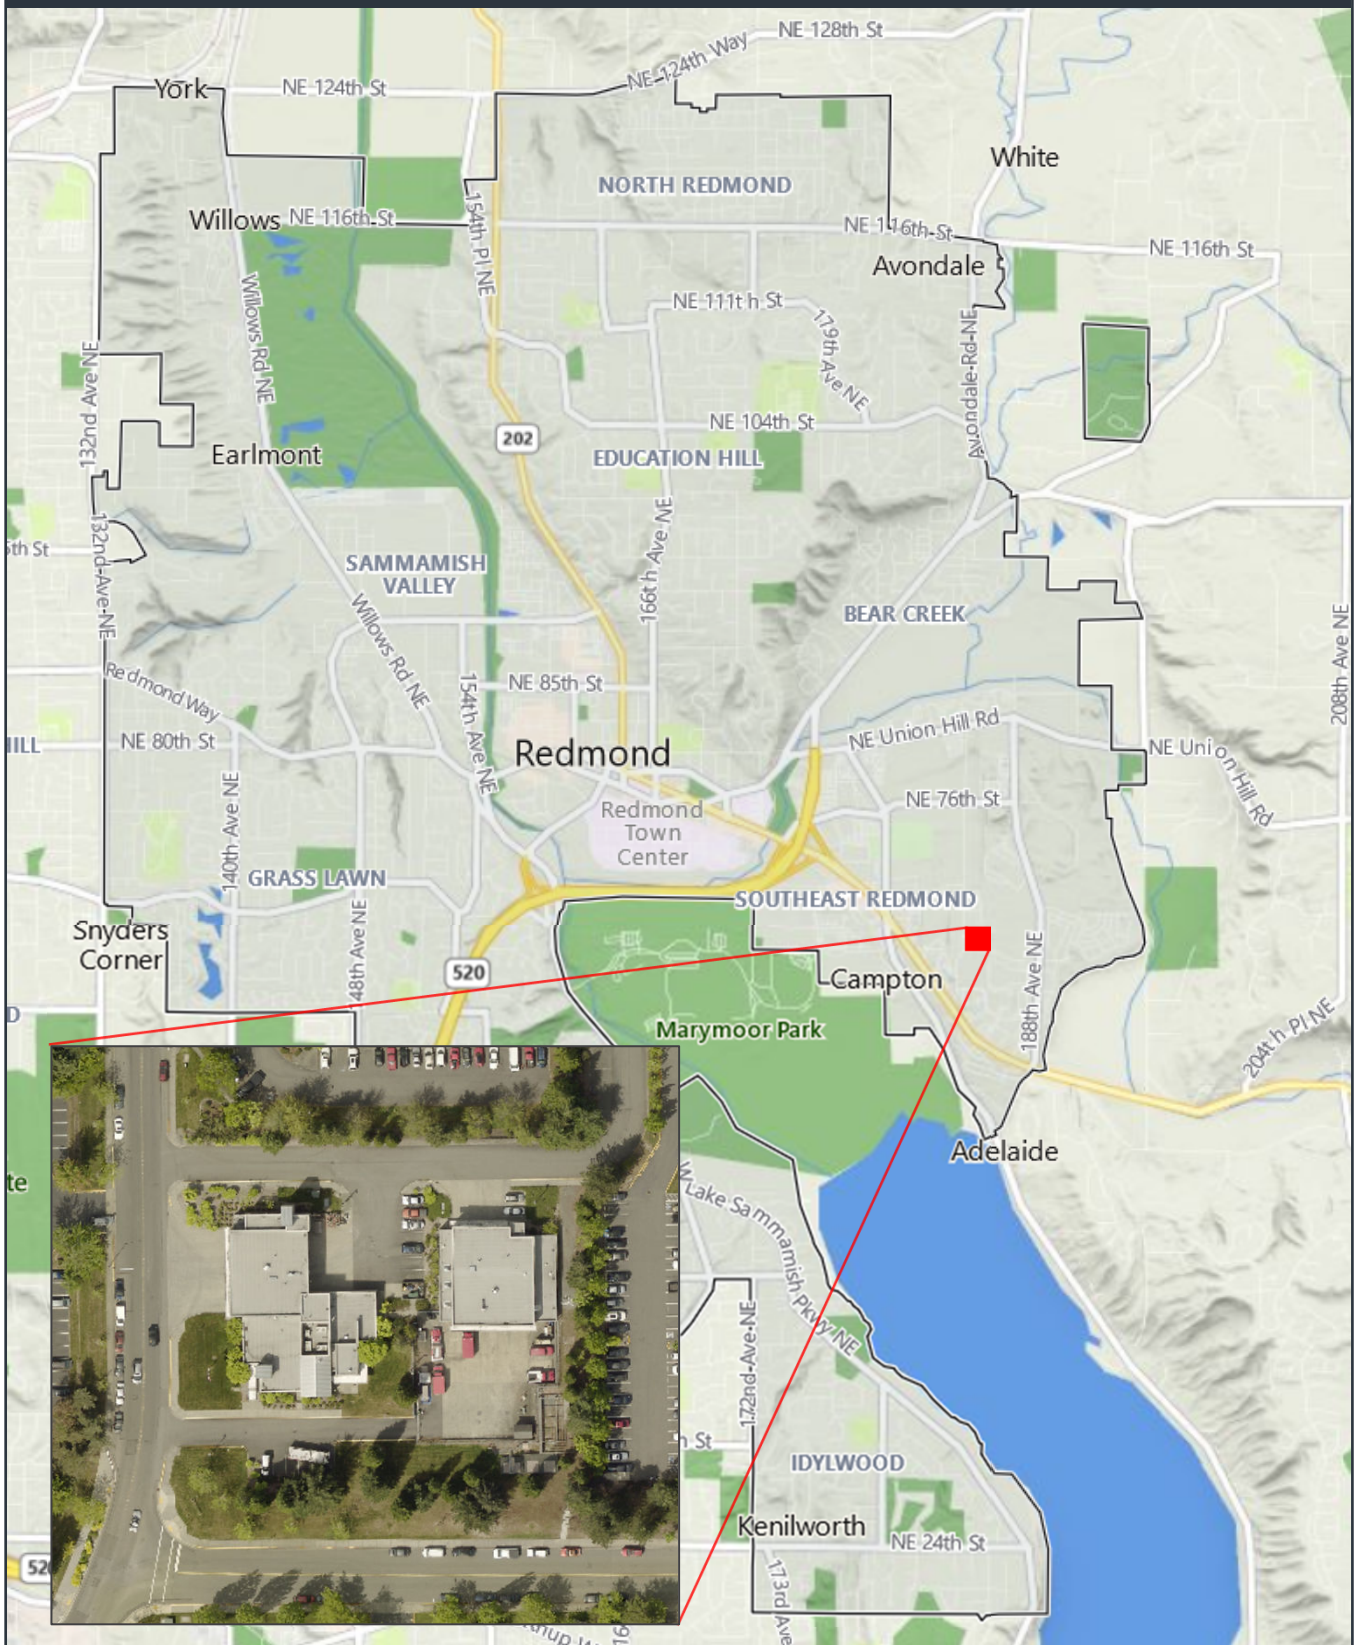 NE 128th St
NE 124th Way
York
NE 124th St
White
NORTH REDMOND
Willows
NE 116th St
154th Pl NE
NE 116th St
NE 116th St
Avondale
Willows Rd NE
NE 111th St
179th Ave NE
Avondale Rd NE
132nd Ave NE
NE 104th St
202
Earlmont
EDUCATION HILL
132nd Ave NE
5th St
166th Ave NE
SAMMAMISH
VALLEY
Willows Rd NE
BEAR CREEK
208th Ave NE
Redmond Way
154th Ave NE
NE 85th St
NE Union Hill Rd
NE Union Hill Rd
HILL
NE 80th St
Redmond
140th Ave NE
NE 76th St
Redmond
Town
Center
GRASS LAWN
SOUTHEAST REDMOND
48th Ave NE
Snyders
Corner
188th Ave NE
520
Campton
D
Marymoor Park
204th Pl NE
Adelaide
te
W Lake Sammamish Pkwy NE
172nd Ave NE
h St
IDYLWOOD
Kenilworth
NE 24th St
520
173rd Ave
16